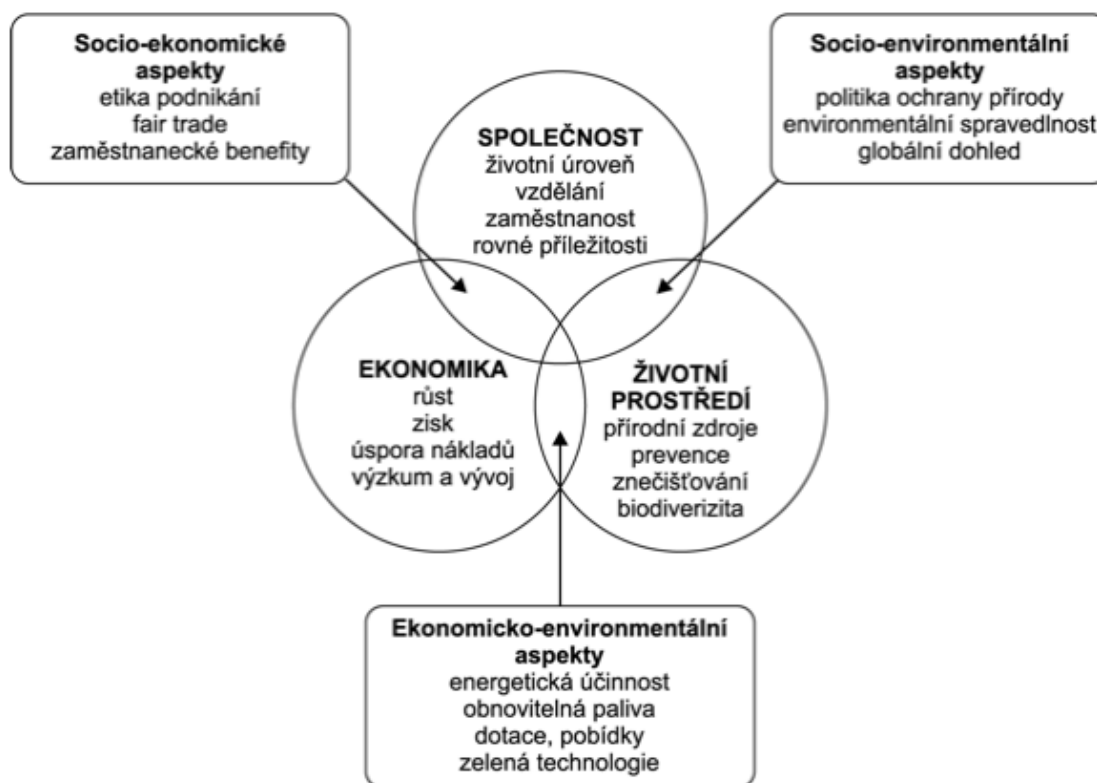 Socio-ekonomické
aspekty
etika podnikání
fair trade
zaměstnanecké benefity
Socio-environmentální
aspekty
politika ochrany přírody
environmentální spravedlnost
globální dohled
SPOLEČNOST
životní úroveň
vzdělání
zaměstnanost
rovné příležitosti
EKONOMIKA
růst
zisk
úspora nákladů
výzkum a vývoj
ŽIVOTNÍ
PROSTŘEDÍ
přírodní zdroje
prevence
znečišťování
biodiverizita
Ekonomicko-environmentální
aspekty
energetická účinnost
obnovitelná paliva
dotace, pobídky
zelená technologie